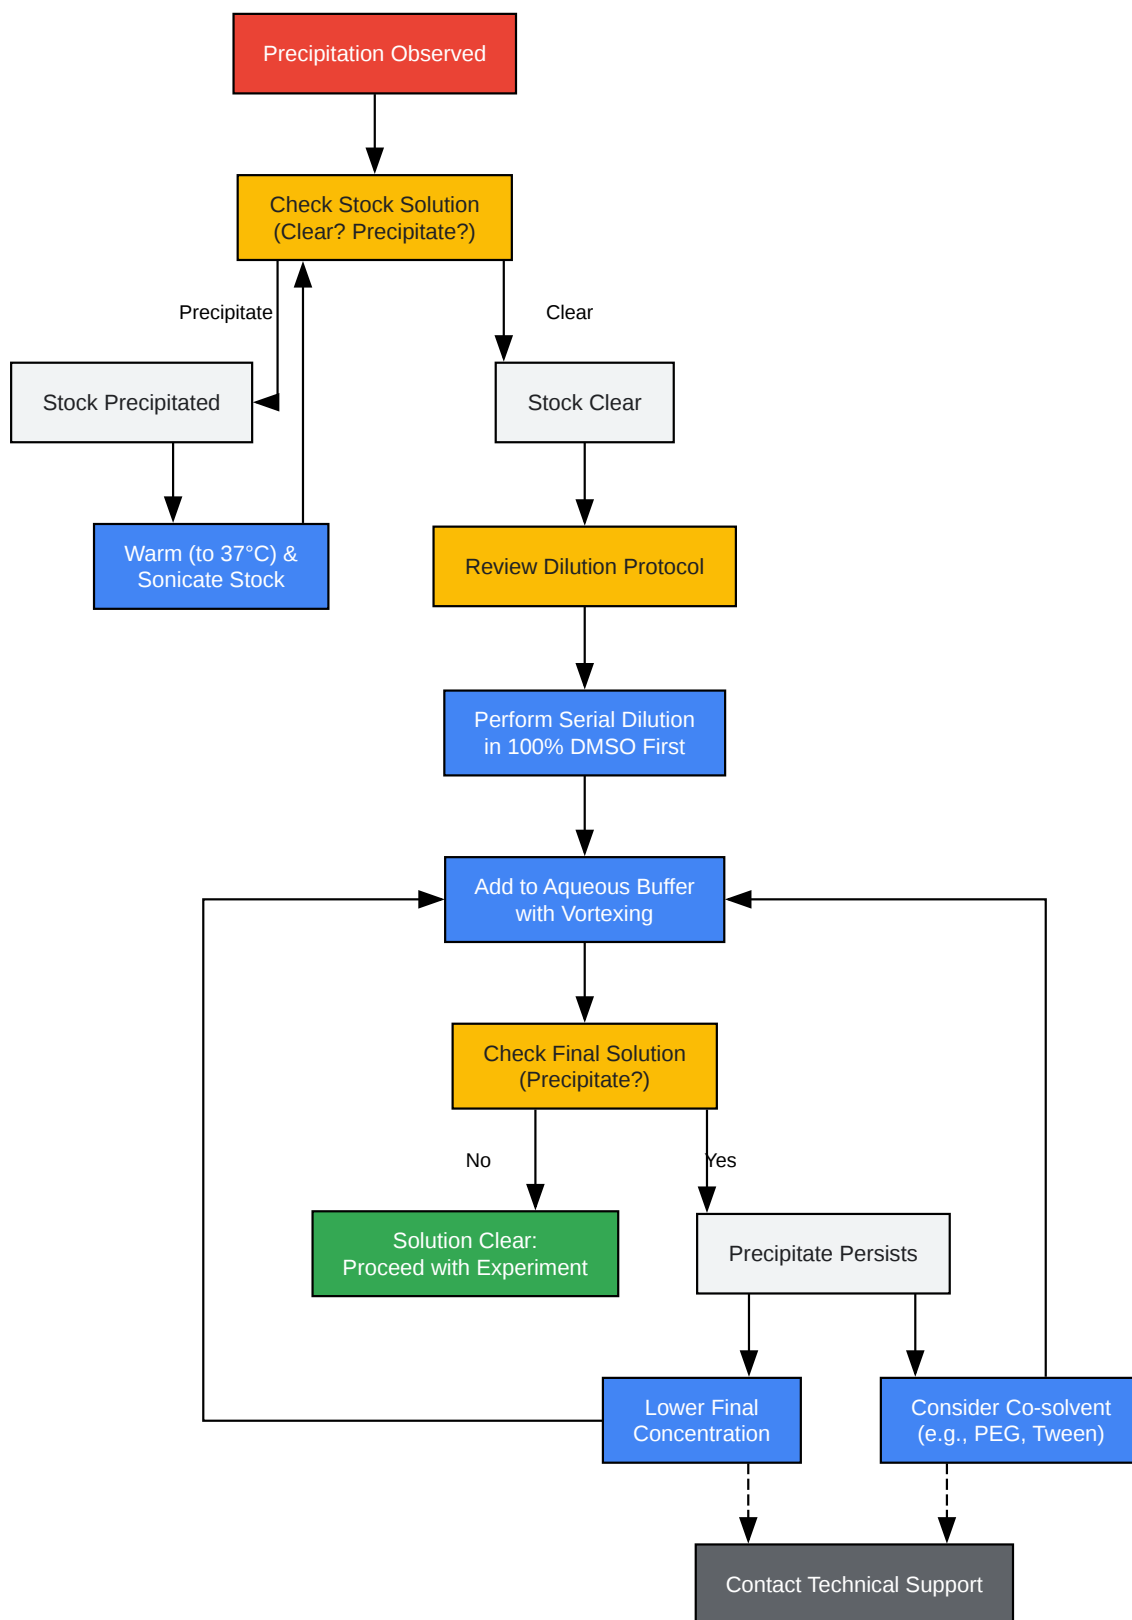 Precipitation Observed
Check Stock Solution
(Clear? Precipitate?)
Precipitate
Clear
Stock Precipitated
Stock Clear
Warm (to 37°C) &
Sonicate Stock
Review Dilution Protocol
Perform Serial Dilution
in 100% DMSO First
Add to Aqueous Buffer
with Vortexing
Check Final Solution
(Precipitate?)
No
Yes
Solution Clear:
Proceed with Experiment
Precipitate Persists
Lower Final
Concentration
Consider Co-solvent
(e.g., PEG, Tween)
Contact Technical Support